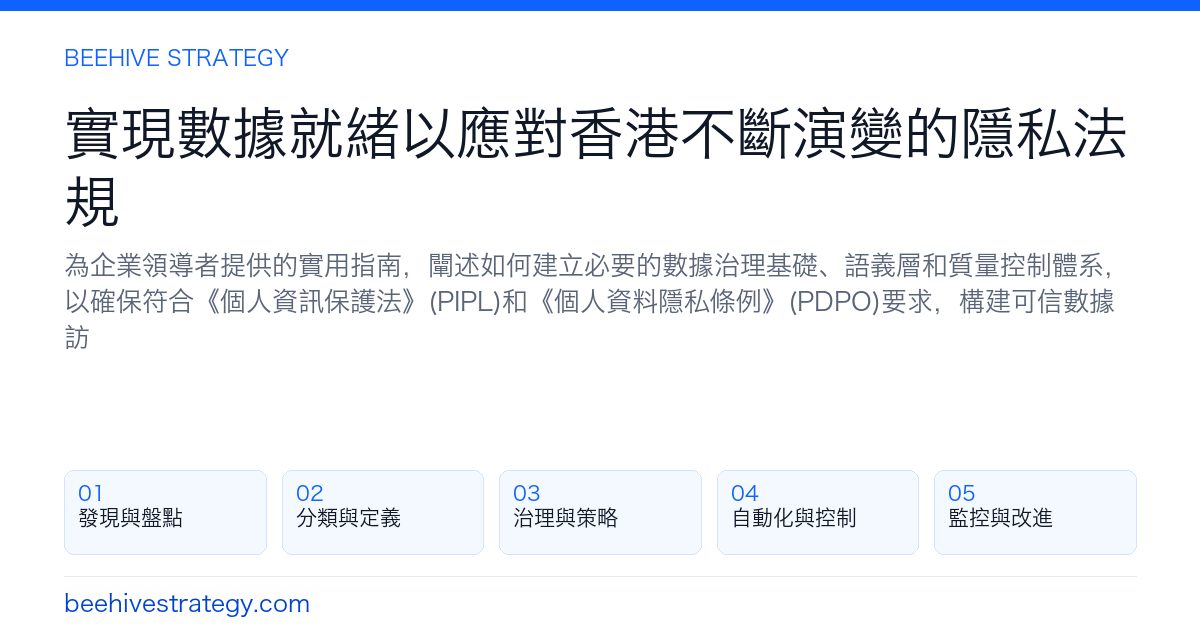 BEEHIVE STRATEGY
實現數據就緒以應對香港不斷演變的隱私法
規
為企業領導者提供的實用指南，闡述如何建立必要的數據治理基礎、語義層和質量控制體系，
以確保符合《個人資訊保護法》(PIPL)和《個人資料隱私條例》(PDPO)要求，構建可信數據
訪
01
發現與盤點
02
分類與定義
03
治理與策略
04
自動化與控制
05
監控與改進
beehivestrategy.com